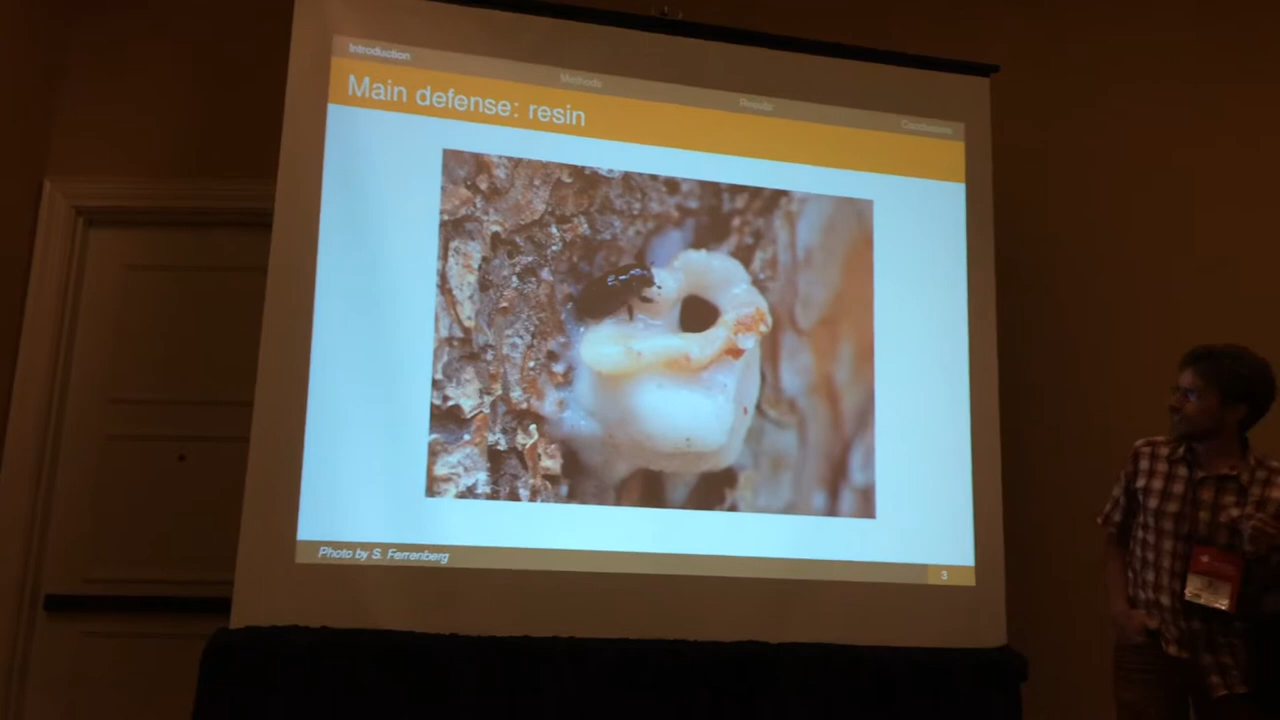 Introduction
Methods
Results
Conclusions
Main defense: resin
Photo by S. Ferrenberg
3